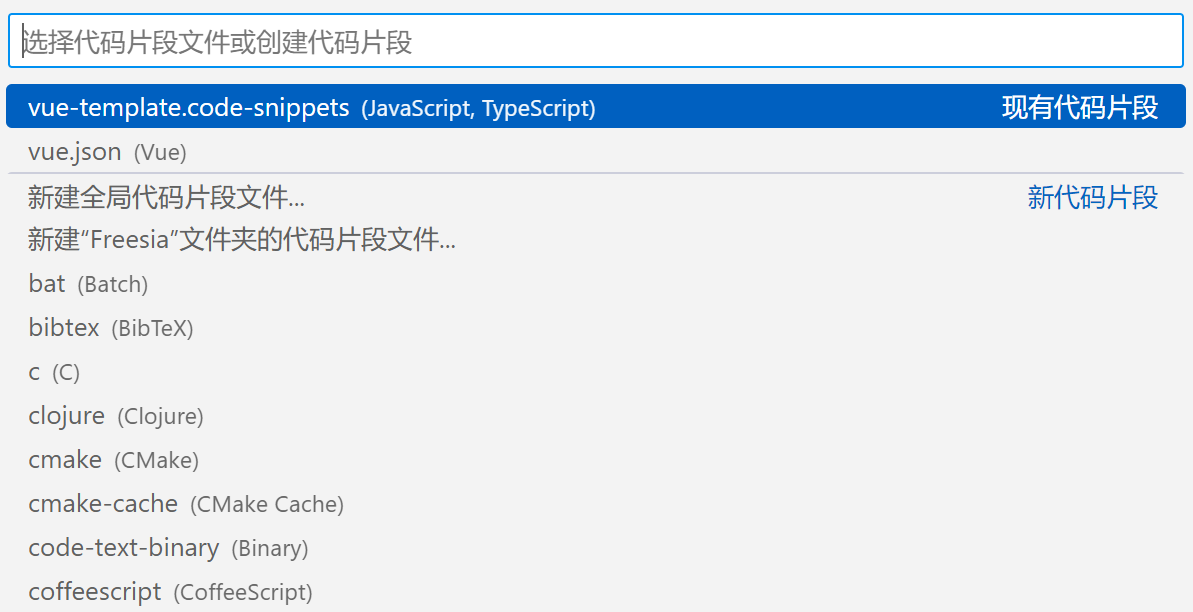 选择代码片段文件或创建代码片段
vue-template.code-snippets (JavaScript, TypeScript) 现有代码片段
vue.json (Vue)
新建全局代码片段文件... 新代码片段
新建“Freesia”文件夹的代码片段文件...
bat (Batch)
bibtex (BibTeX)
c (C)
clojure (Clojure)
cmake (CMake)
cmake-cache (CMake Cache)
code-text-binary (Binary)
coffeescript (CoffeeScript)